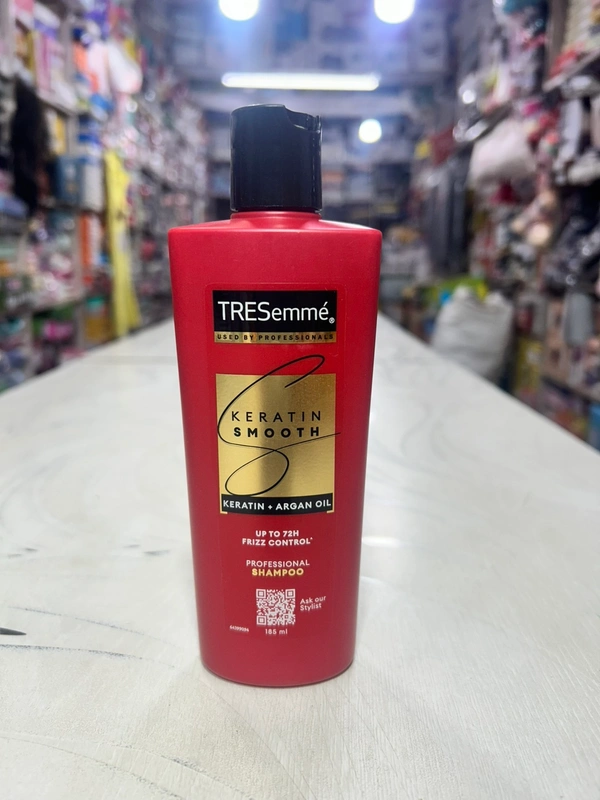 TRESemmé®
USED BY PROFESSIONALS
KERATIN
SMOOTH
KERATIN + ARGAN OIL
UP TO 72H
FRIZZ CONTROL*
PROFESSIONAL
SHAMPOO
Ask our
Stylist
185 ml